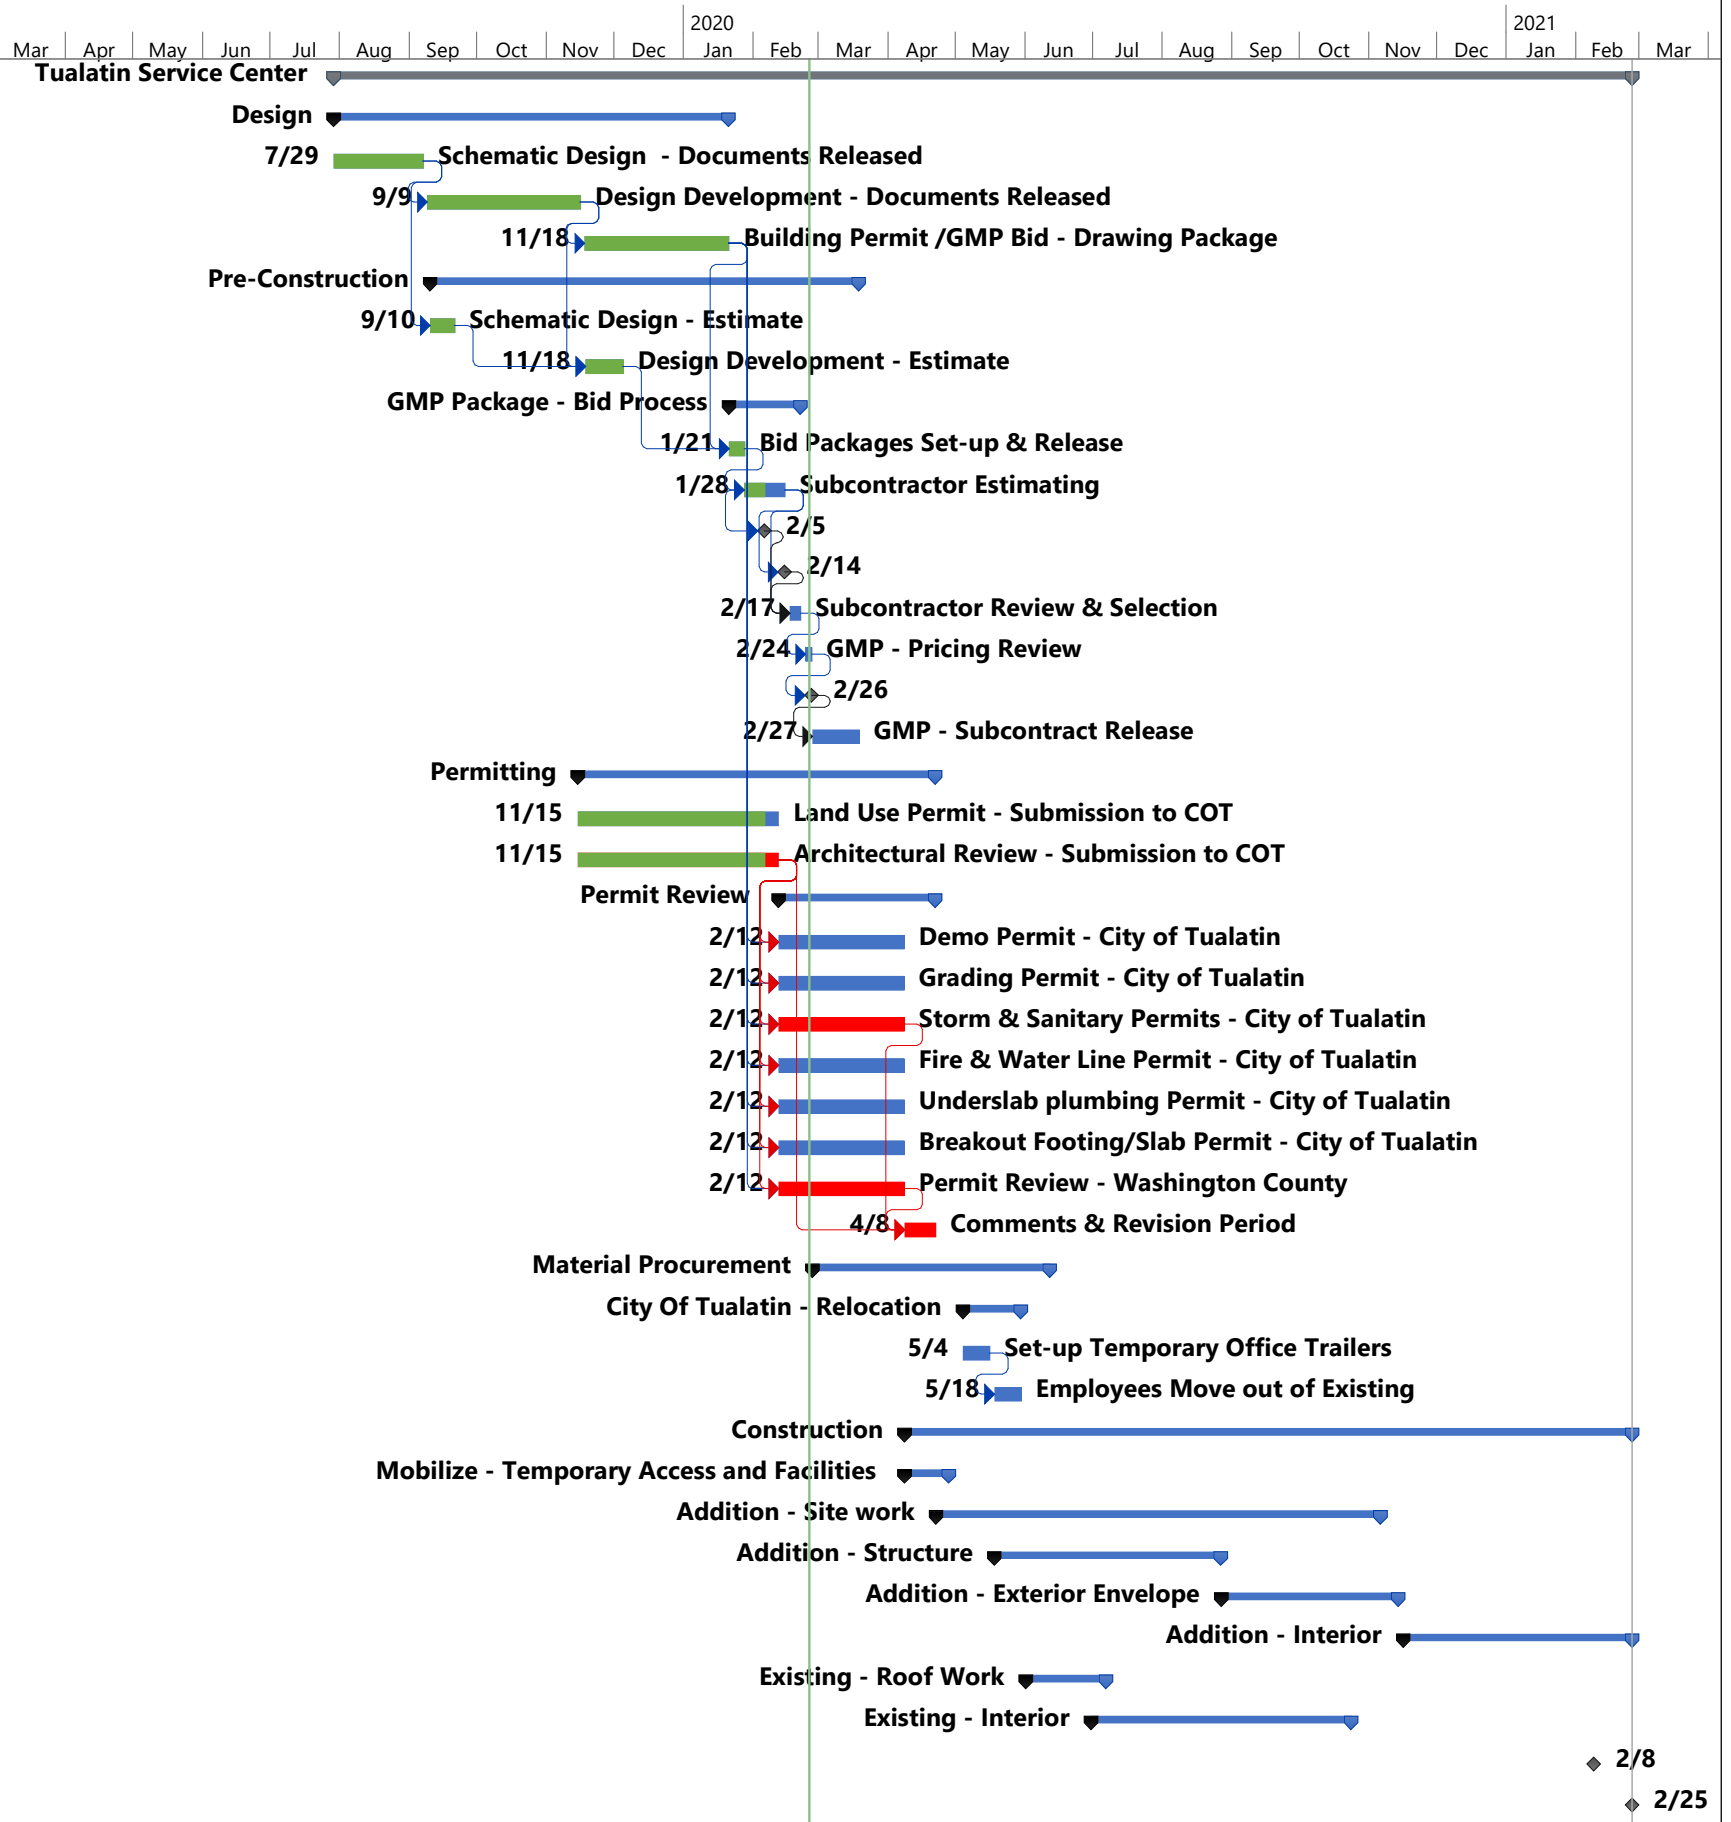 2020 2021
Mar Apr May Jun Jul Aug Sep Oct Nov Dec Jan Feb Mar Apr May Jun Jul Aug Sep Oct Nov Dec Jan Feb Mar
Tualatin Service Center
Design
7/29 Schematic Design - Documents Released
9/9 Design Development - Documents Released
11/18 Building Permit /GMP Bid - Drawing Package
Pre-Construction
9/10 Schematic Design - Estimate
11/18 Design Development - Estimate
GMP Package - Bid Process
1/21 Bid Packages Set-up & Release
1/28 Subcontractor Estimating
2/5
2/14
2/17 Subcontractor Review & Selection
2/24 GMP - Pricing Review
2/26
2/27 GMP - Subcontract Release
Permitting
11/15 Land Use Permit - Submission to COT
11/15 Architectural Review - Submission to COT
Permit Review
2/12 Demo Permit - City of Tualatin
2/12 Grading Permit - City of Tualatin
2/12 Storm & Sanitary Permits - City of Tualatin
2/12 Fire & Water Line Permit - City of Tualatin
2/12 Underslab plumbing Permit - City of Tualatin
2/12 Breakout Footing/Slab Permit - City of Tualatin
2/12 Permit Review - Washington County
4/8 Comments & Revision Period
Material Procurement
City Of Tualatin - Relocation
5/4 Set-up Temporary Office Trailers
5/18 Employees Move out of Existing
Construction
Mobilize - Temporary Access and Facilities
Addition - Site work
Addition - Structure
Addition - Exterior Envelope
Addition - Interior
Existing - Roof Work
Existing - Interior
2/8
2/25